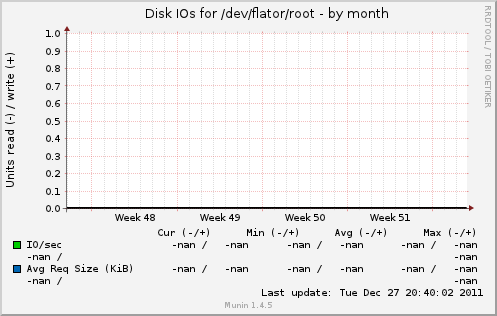 Disk IOs for /dev/flator/root - by month
RRDTOOL / TOBI OETIKER
Units read (-) / write (+)
1.0
0.9
0.8
0.7
0.6
0.5
0.4
0.3
0.2
0.1
0.0
Week 48 Week 49 Week 50 Week 51
Cur (-/+) Min (-/+) Avg (-/+) Max (-/+)
IO/sec -nan / -nan -nan / -nan -nan / -nan
-nan / -nan
Avg Req Size (KiB) -nan / -nan -nan / -nan -nan / -nan
-nan / -nan
Last update: Tue Dec 27 20:40:02 2011
Munin 1.4.5